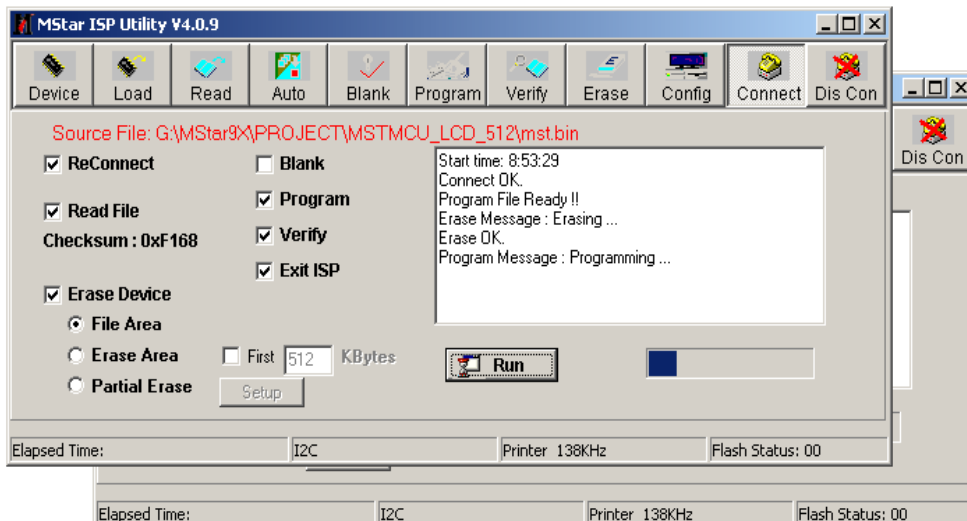 MStar ISP Utility V4.0.9
Device Load Read Auto Blank Program Verify Erase Config Connect Dis Con
Dis Con
Source File: G:\MStar9X\PROJECT\MSTMCU_LCD_512\mst.bin
ReConnect
Blank
Read File
Program
Checksum : 0xF168
Verify
Exit ISP
Erase Device
File Area
Erase Area
First 512 KBytes
Partial Erase
Setup
Start time: 8:53:29
Connect OK.
Program File Ready !!
Erase Message : Erasing ...
Erase OK.
Program Message : Programming ...
Run
Elapsed Time: I2C Printer 138KHz Flash Status: 00
Elapsed Time: I2C Printer 138KHz Flash Status: 00